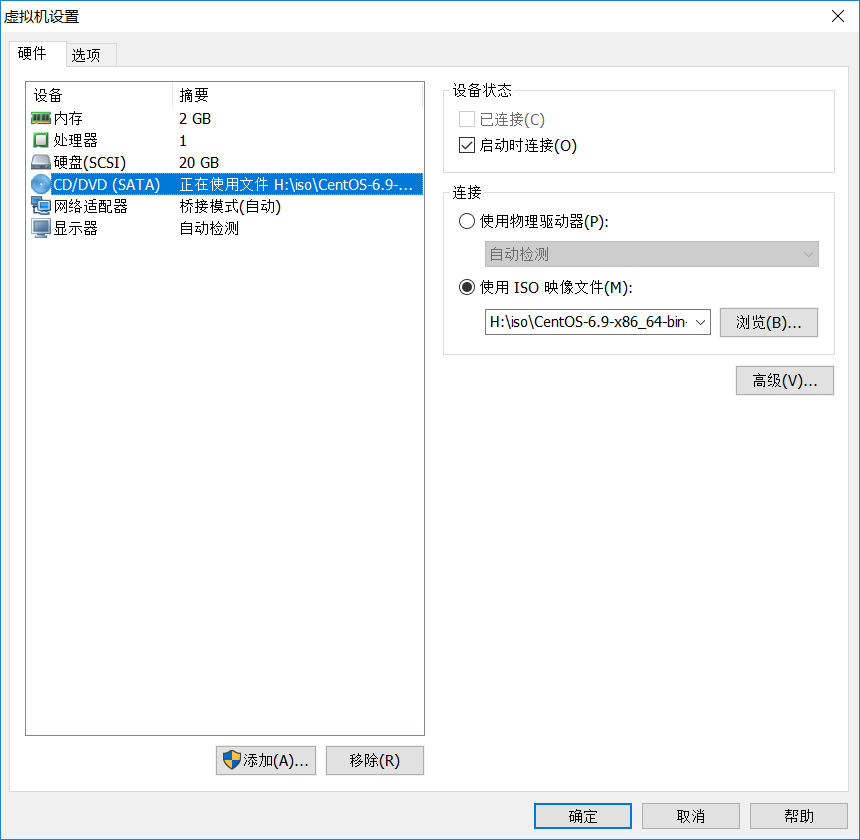 虚拟机设置
硬件 选项
设备 摘要
内存 2 GB
处理器 1
硬盘(SCSI) 20 GB
CD/DVD (SATA) 正在使用文件 H:\iso\CentOS-6.9-...
网络适配器 桥接模式(自动)
显示器 自动检测
设备状态
已连接(C)
启动时连接(O)
连接
使用物理驱动器(P):
自动检测
使用 ISO 映像文件(M):
H:\iso\CentOS-6.9-x86_64-bin- 浏览(B)...
高级(V)...
添加(A)... 移除(R)
确定 取消 帮助